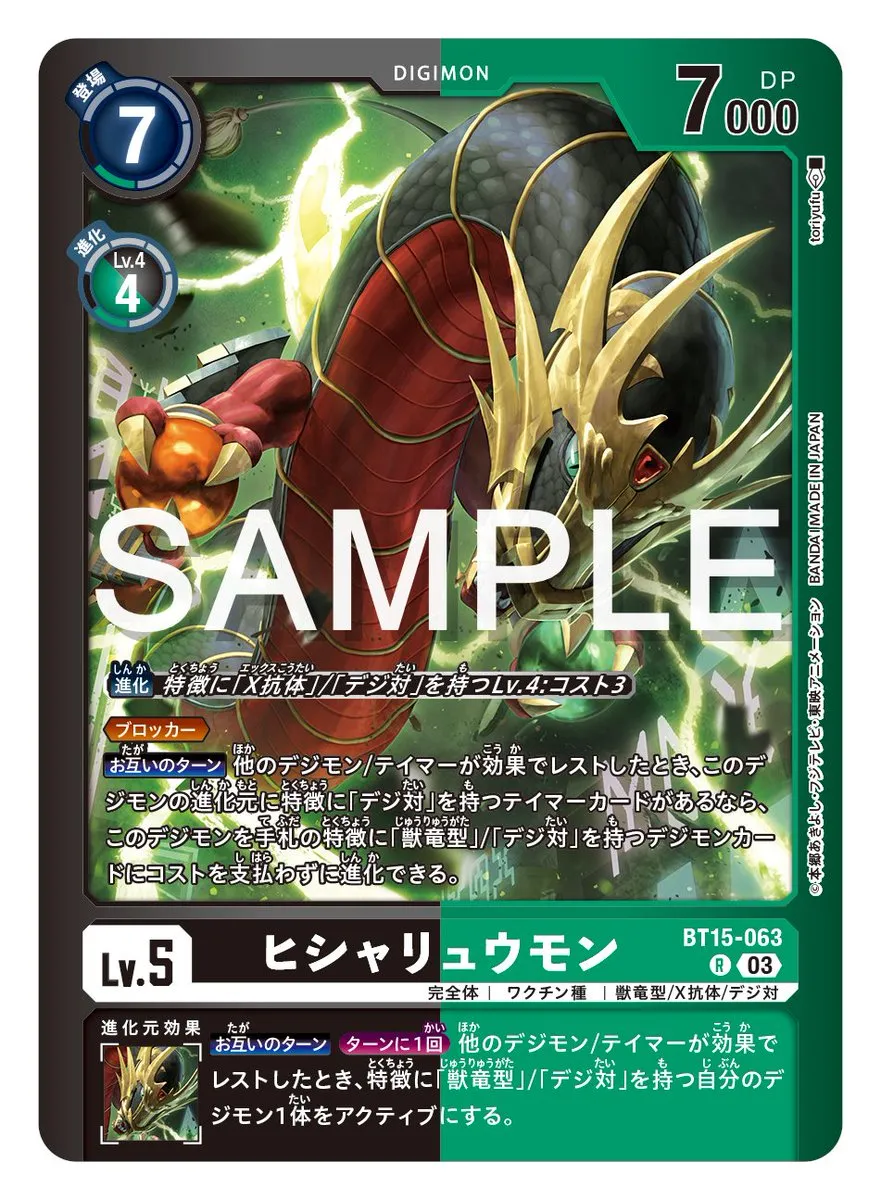 DIGIMON
登場
7
7000
DP
進化
Lv.4
4
toriyufu
SAMPLE
進化 特徴に「X抗体」/「デジ対」を持つLv.4:コスト3
ブロッカー
お互いのターン 他のデジモン/テイマーが効果でレストしたとき、このデ
ジモンの進化元に特徴に「デジ対」を持つテイマーカードがあるなら、
このデジモンを手札の特徴に「獣竜型」/「デジ対」を持つデジモンカー
ドにコストを支払わずに進化できる。
©本郷あきよし・フジテレビ・東映アニメーション BANDAI MADE IN JAPAN
Lv.5
ヒシャリュウモン
BT15-063
R 03
完全体 | ワクチン種 | 獣竜型/X抗体/デジ対
進化元効果
お互いのターン ターンに1回 他のデジモン/テイマーが効果で
レストしたとき、特徴に「獣竜型」/「デジ対」を持つ自分のデ
ジモン1体をアクティブにする。